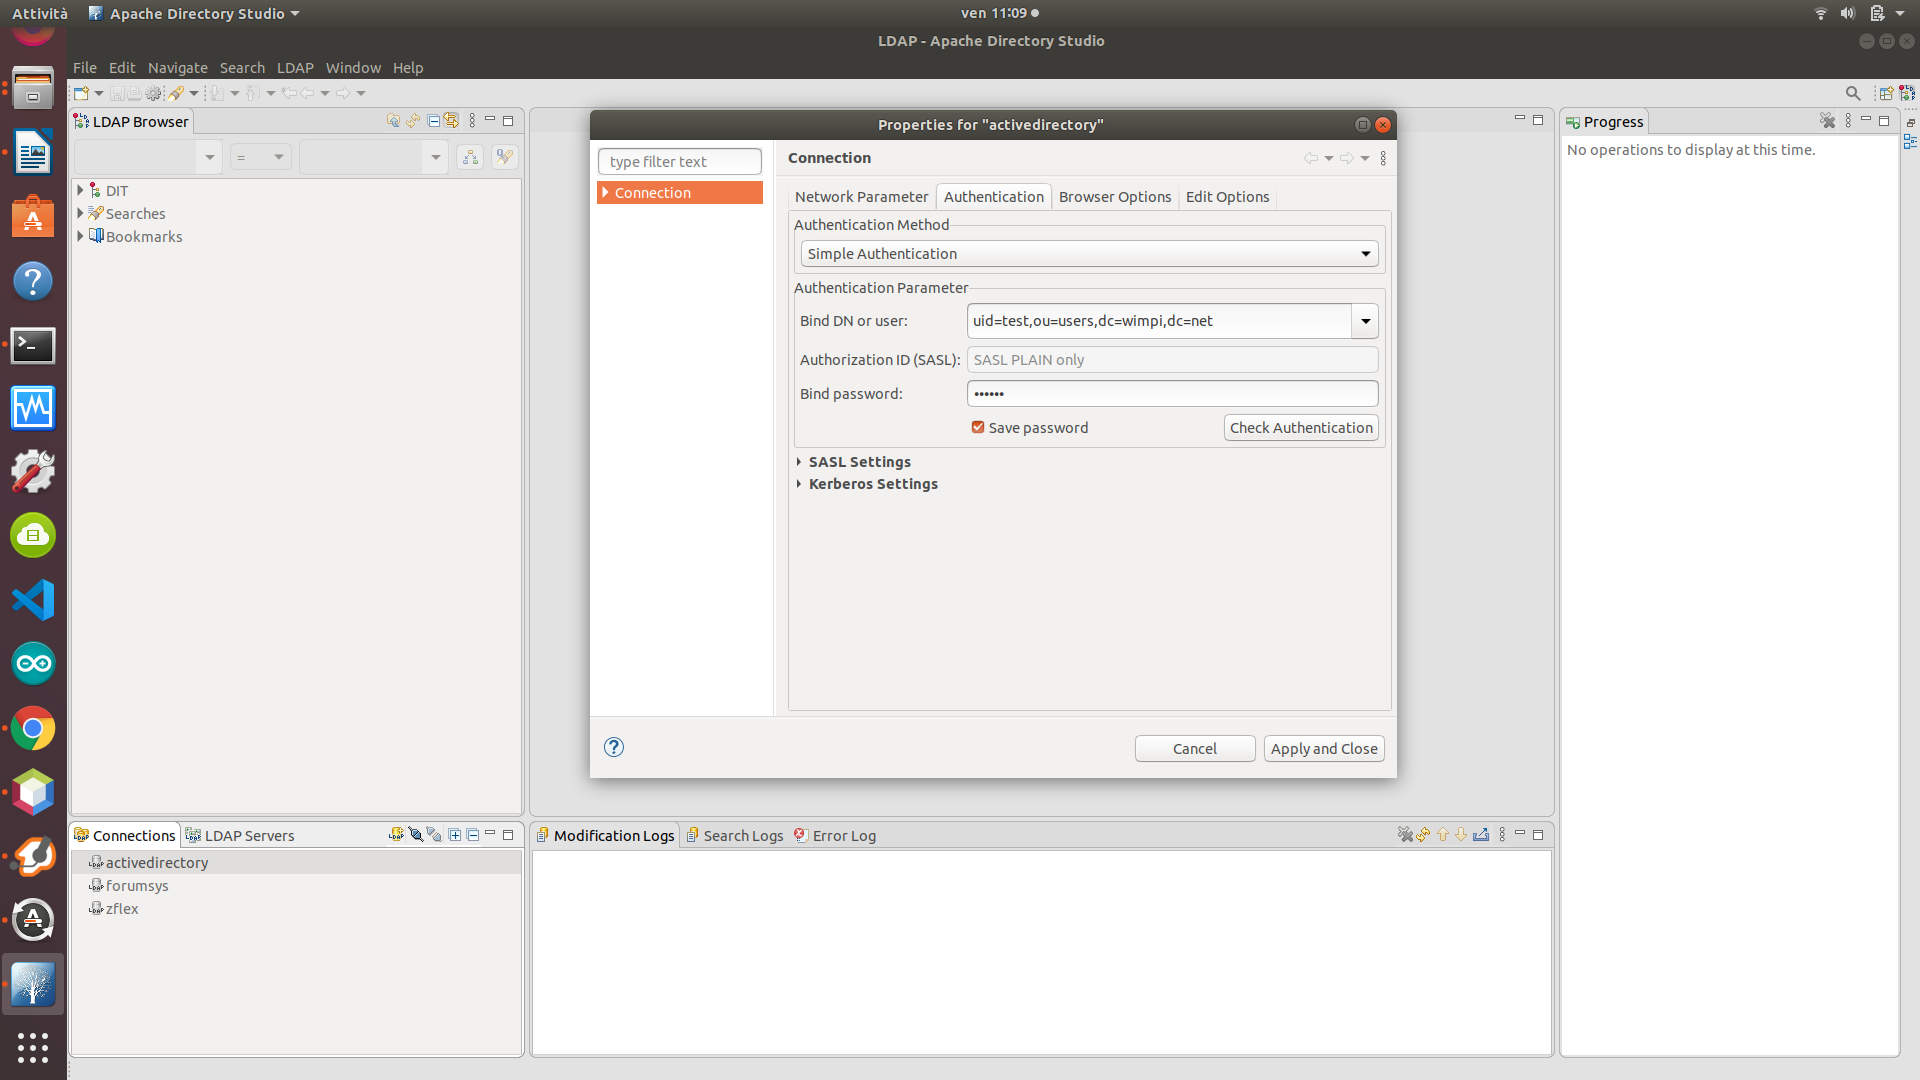 Attività
Apache Directory Studio
ven 11:09
LDAP - Apache Directory Studio
File Edit Navigate Search LDAP Window Help
LDAP Browser
=
DIT
Searches
Bookmarks
Properties for "activedirectory"
type filter text
Connection
Connection
Network Parameter
Authentication
Browser Options
Edit Options
Authentication Method
Simple Authentication
Authentication Parameter
Bind DN or user:
uid=test,ou=users,dc=wimpi,dc=net
Authorization ID (SASL):
SASL PLAIN only
Bind password:
••••••
Save password
Check Authentication
SASL Settings
Kerberos Settings
Cancel
Apply and Close
Progress
No operations to display at this time.
Connections
LDAP Servers
activedirectory
forumsys
zflex
Modification Logs
Search Logs
Error Log